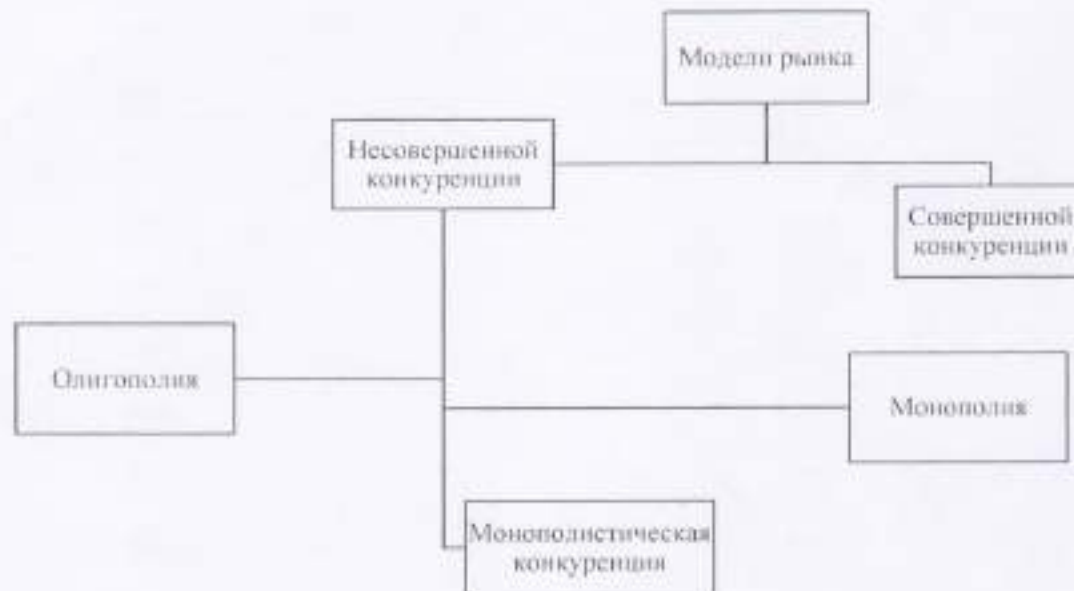 Модели рынка
Несовершенной
конкуренции
Совершенной
конкуренции
Олигополия
Монополия
Монополистическая
конкуренция